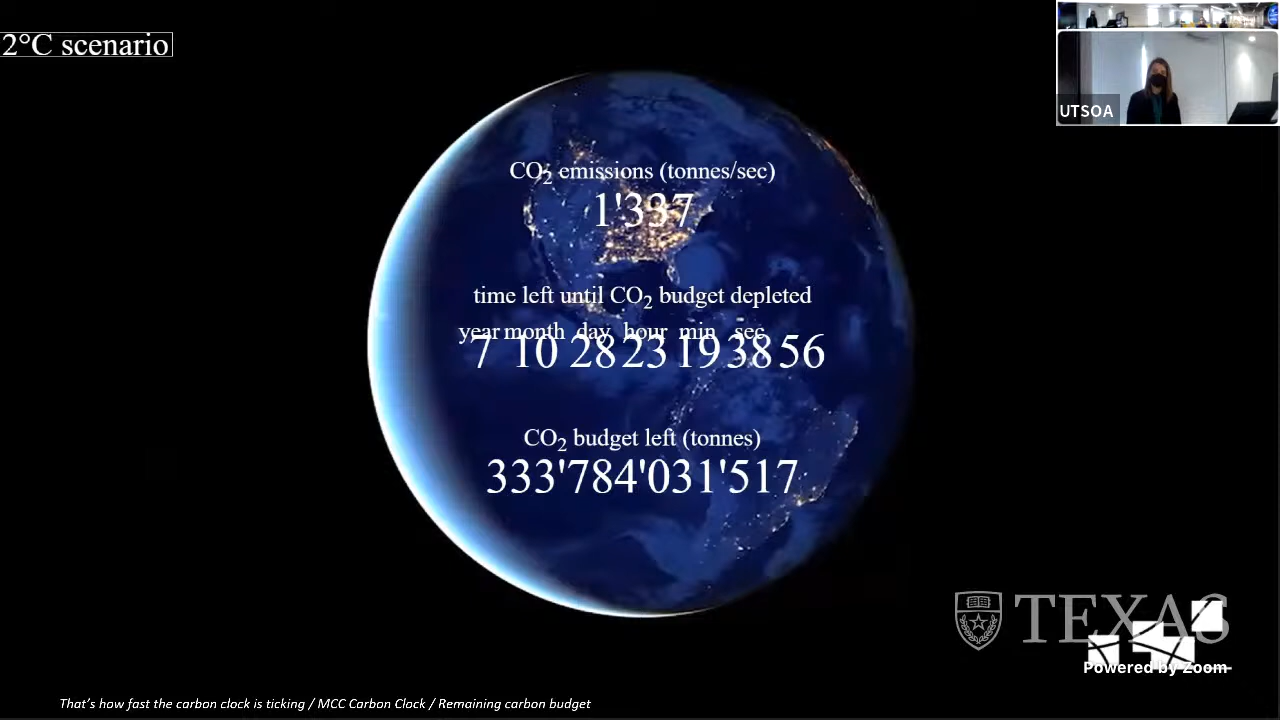 2°C scenario
UTSOA
CO2 emissions (tonnes/sec)
1'337
time left until CO2 budget depleted
year month day hour min sec
7 10 28 23 19 38 56
CO2 budget left (tonnes)
333'784'031'517
TEXAS
Powered by Zoom
That's how fast the carbon clock is ticking / MCC Carbon Clock / Remaining carbon budget